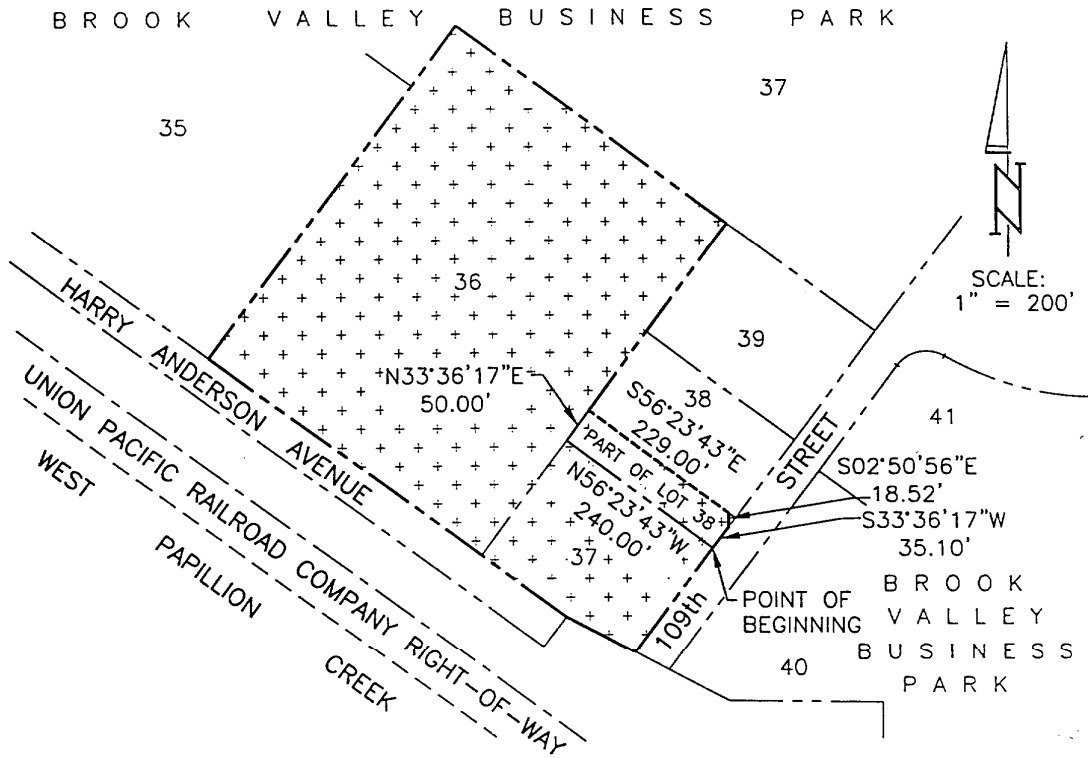 BROOK VALLEY BUSINESS PARK
37
35
36
SCALE:
1" = 200'
HARRY ANDERSON AVENUE
N33°36'17"E
50.00'
39
38
S56°23'43"E
229.00'
PART OF LOT 38
N56°23'43"W
240.00'
37
41
S02°50'56"E
18.52'
S33°36'17"W
35.10'
109th STREET
POINT OF
BEGINNING
BROOK
VALLEY
BUSINESS
PARK
40
UNION PACIFIC RAILROAD COMPANY RIGHT-OF-WAY
WEST PAPILLION CREEK
N